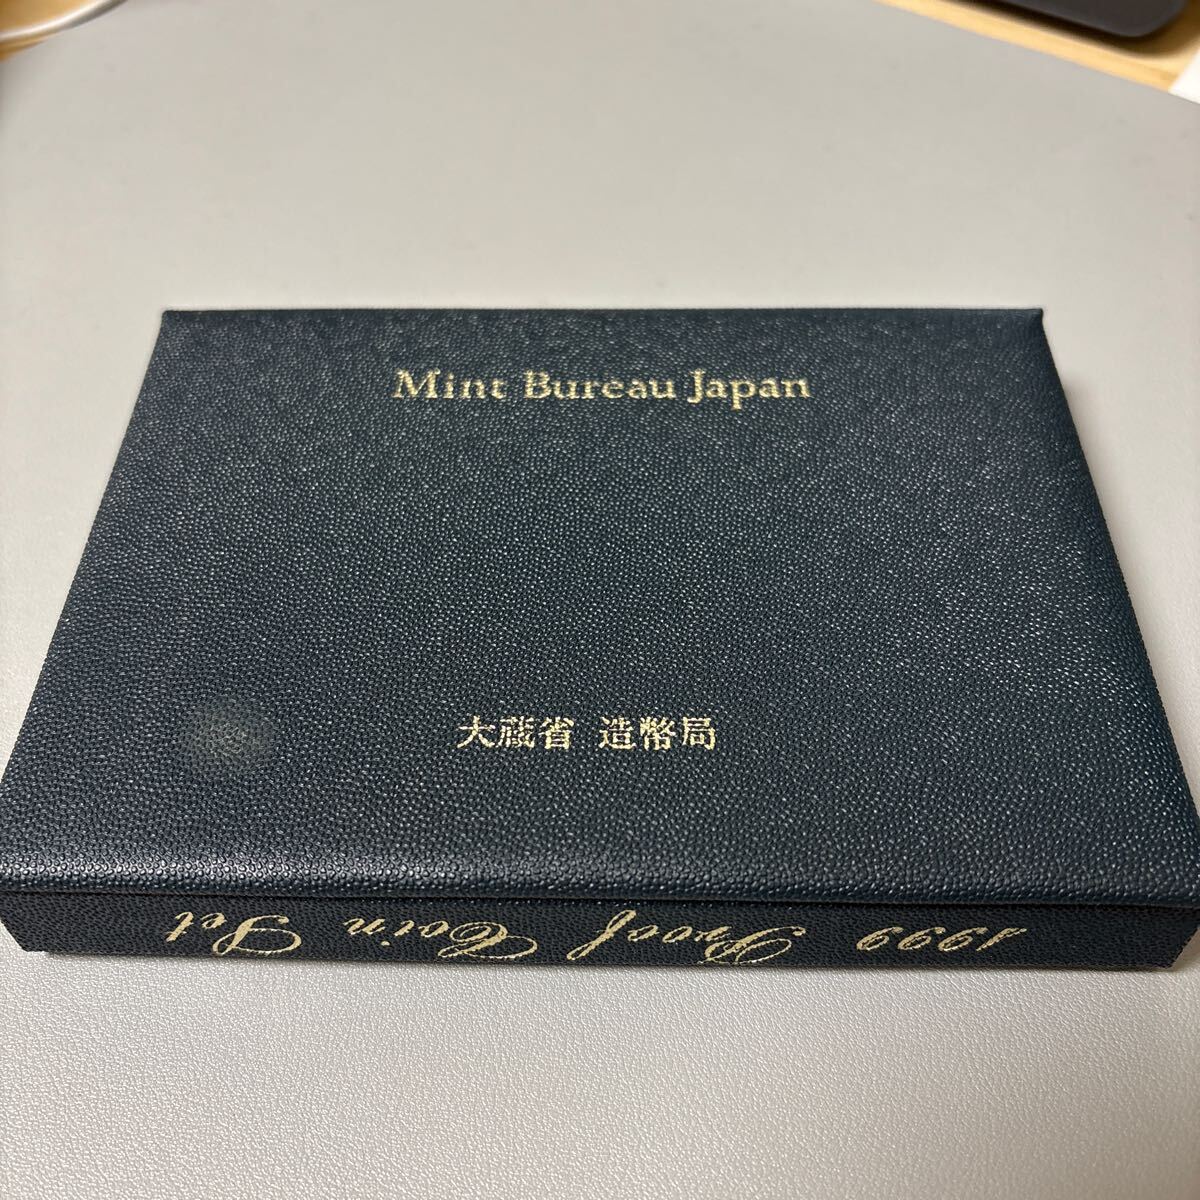 Mint Bureau Japan
大蔵省 造幣局
1999 Proof Coin Set